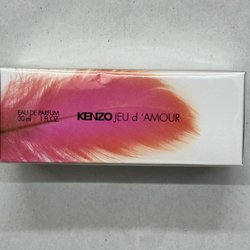 EAU DE PARFUM
30 ml 1 FL.OZ.
KENZO JEU d 'AMOUR